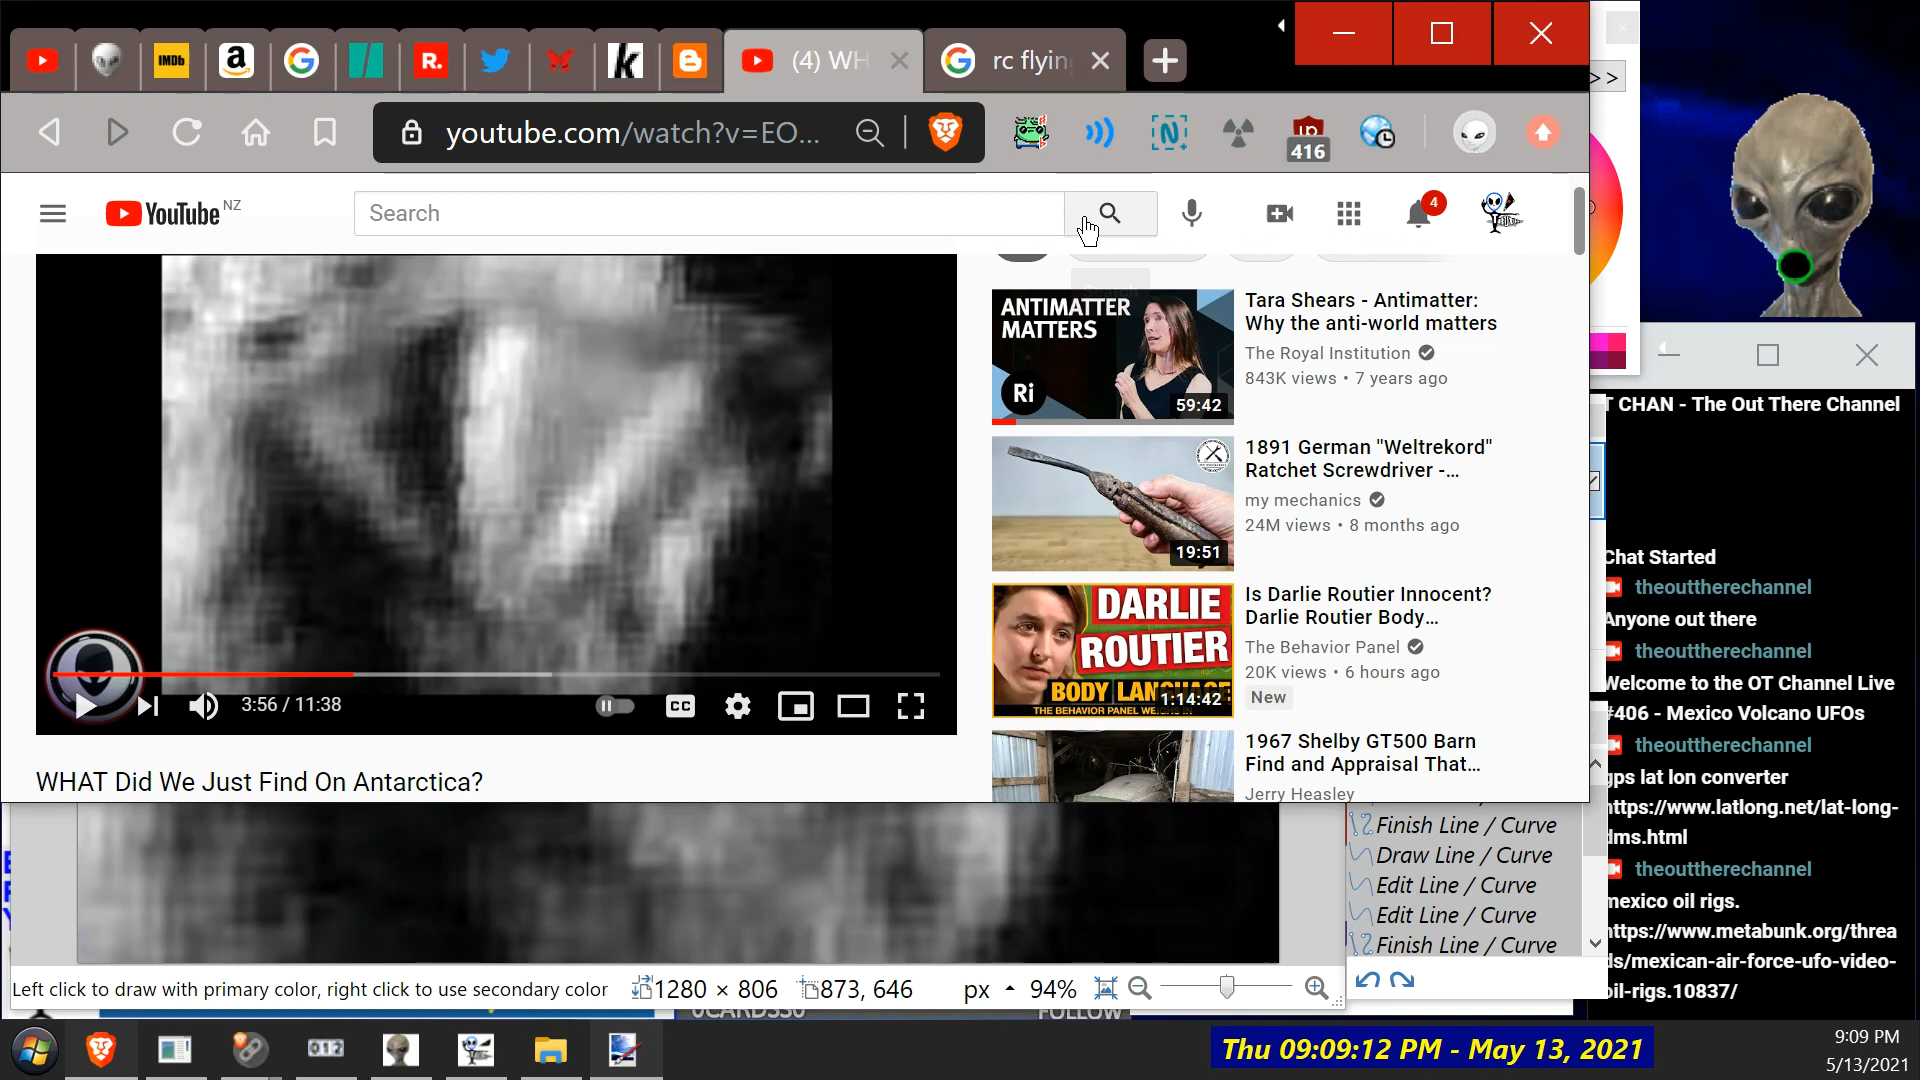 IMDb
a
R.
k
(4) WH
rc flyin
> >
youtube.com/watch?v=EO...
416
YouTube NZ
Search
4
ANTIMATTER
MATTERS
Ri
59:42
Tara Shears - Antimatter:
Why the anti-world matters
The Royal Institution
843K views • 7 years ago
1891 German "Weltrekord"
Ratchet Screwdriver -...
my mechanics
24M views • 8 months ago
19:51
DARLIE
ROUTIER
BODY LANGUAGE
THE BEHAVIOR PANEL WEIGHS IN
1:14:42
Is Darlie Routier Innocent?
Darlie Routier Body...
The Behavior Panel
20K views • 6 hours ago
New
1967 Shelby GT500 Barn
Find and Appraisal That...
Jerry Heasley
3:56 / 11:38
CC
WHAT Did We Just Find On Antarctica?
T CHAN - The Out There Channel
Chat Started
theouttherechannel
Anyone out there
theouttherechannel
Welcome to the OT Channel Live
#406 - Mexico Volcano UFOs
theouttherechannel
gps lat lon converter
https://www.latlong.net/lat-long-
dms.html
theouttherechannel
mexico oil rigs.
https://www.metabunk.org/threa
ds/mexican-air-force-ufo-video-
oil-rigs.10837/
Finish Line / Curve
Draw Line / Curve
Edit Line / Curve
Edit Line / Curve
Finish Line / Curve
Left click to draw with primary color, right click to use secondary color
1280 × 806
873, 646
px
94%
FOLLOW
012
Thu 09:09:12 PM - May 13, 2021
9:09 PM
5/13/2021